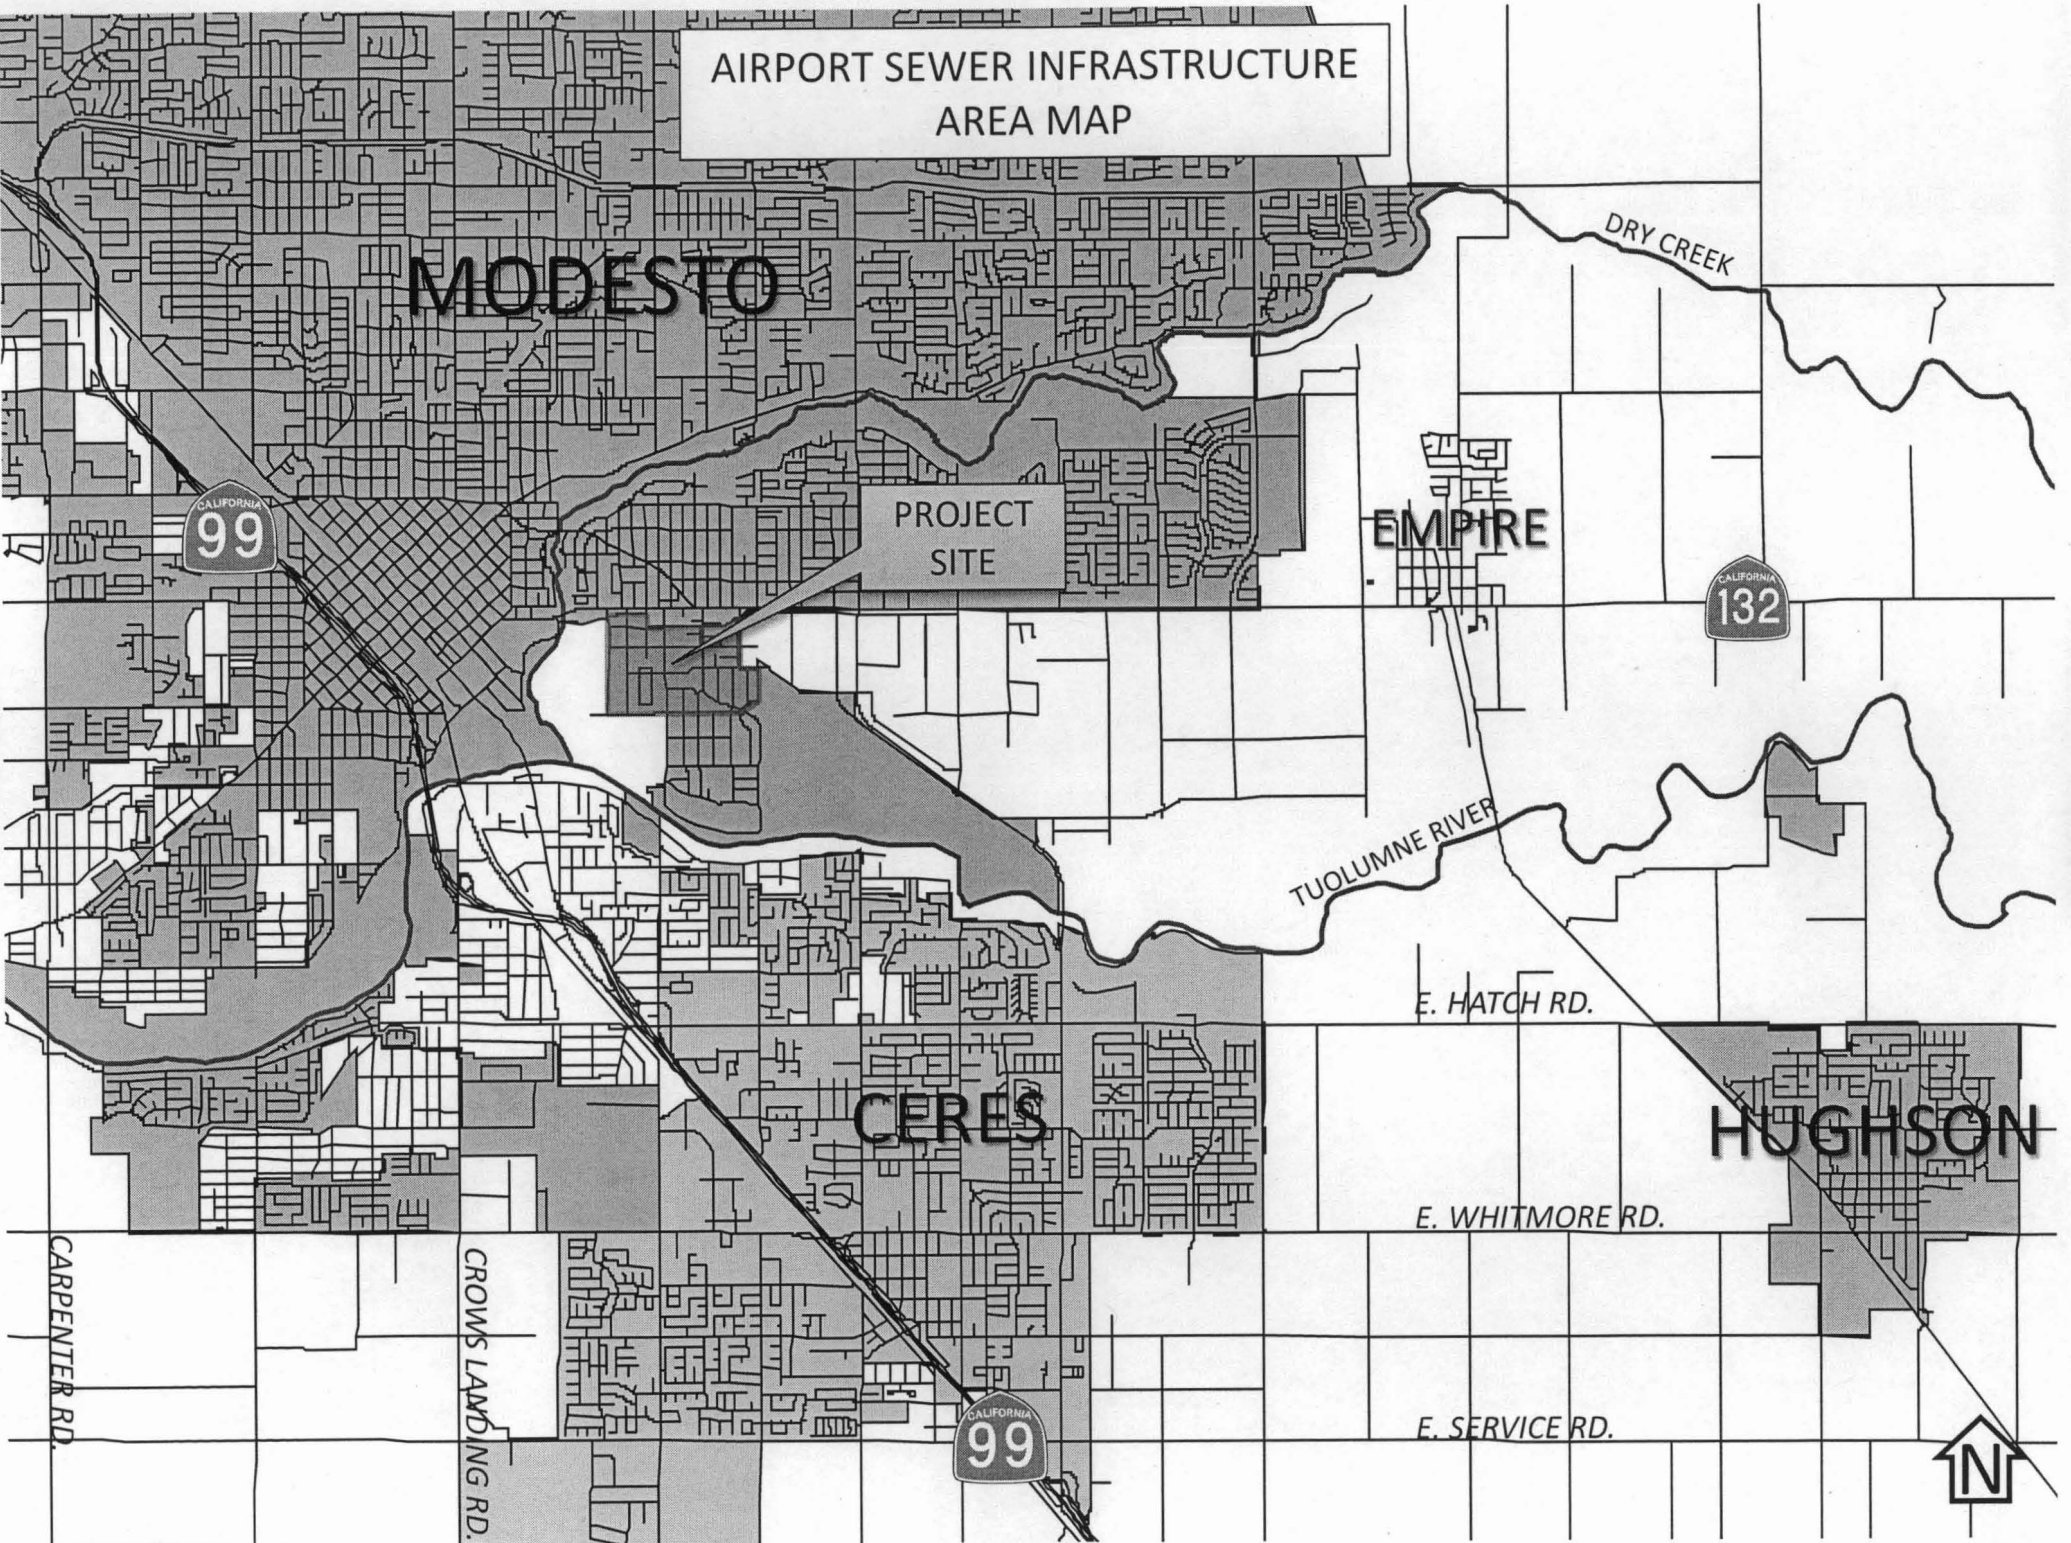 AIRPORT SEWER INFRASTRUCTURE
AREA MAP
DRY CREEK
MODESTO
CALIFORNIA
99
PROJECT
SITE
EMPIRE
CALIFORNIA
132
TUOLUMNE RIVER
E. HATCH RD.
CERES
HUGHSON
E. WHITMORE RD.
CARPENTER RD.
CROWS LANDING RD.
CALIFORNIA
99
E. SERVICE RD.
N